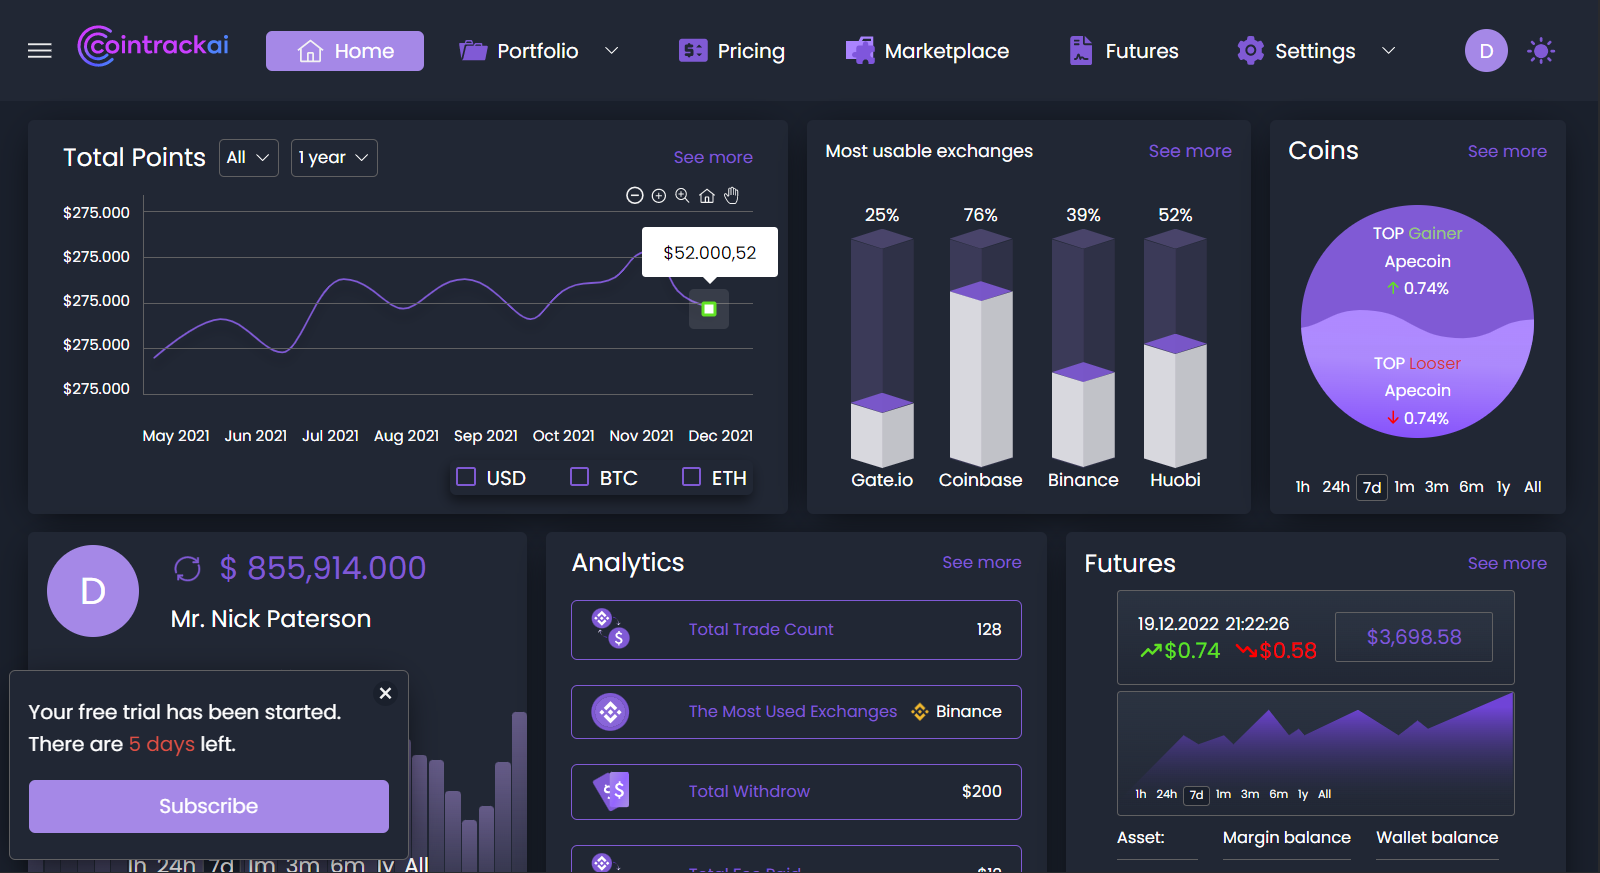 cointrackai
Home
Portfolio
Pricing
Marketplace
Futures
Settings
D
Total Points
All
1 year
See more
$275.000
$275.000
$275.000
$275.000
$275.000
$52.000,52
May 2021 Jun 2021 Jul 2021 Aug 2021 Sep 2021 Oct 2021 Nov 2021 Dec 2021
USD BTC ETH
Most usable exchanges
See more
25% 76% 39% 52%
Gate.io Coinbase Binance Huobi
Coins
See more
TOP Gainer
Apecoin
0.74%
TOP Looser
Apecoin
0.74%
1h 24h 7d 1m 3m 6m 1y All
D
$ 855,914.000
Mr. Nick Paterson
Your free trial has been started.
There are 5 days left.
Subscribe
1h 24h 7d 1m 3m 6m 1y All
Analytics
See more
Total Trade Count 128
The Most Used Exchanges Binance
Total Withdrow $200
Total Fee Paid $10
Futures
See more
19.12.2022 21:22:26
$0.74 $0.58
$3,698.58
1h 24h 7d 1m 3m 6m 1y All
Asset: Margin balance Wallet balance